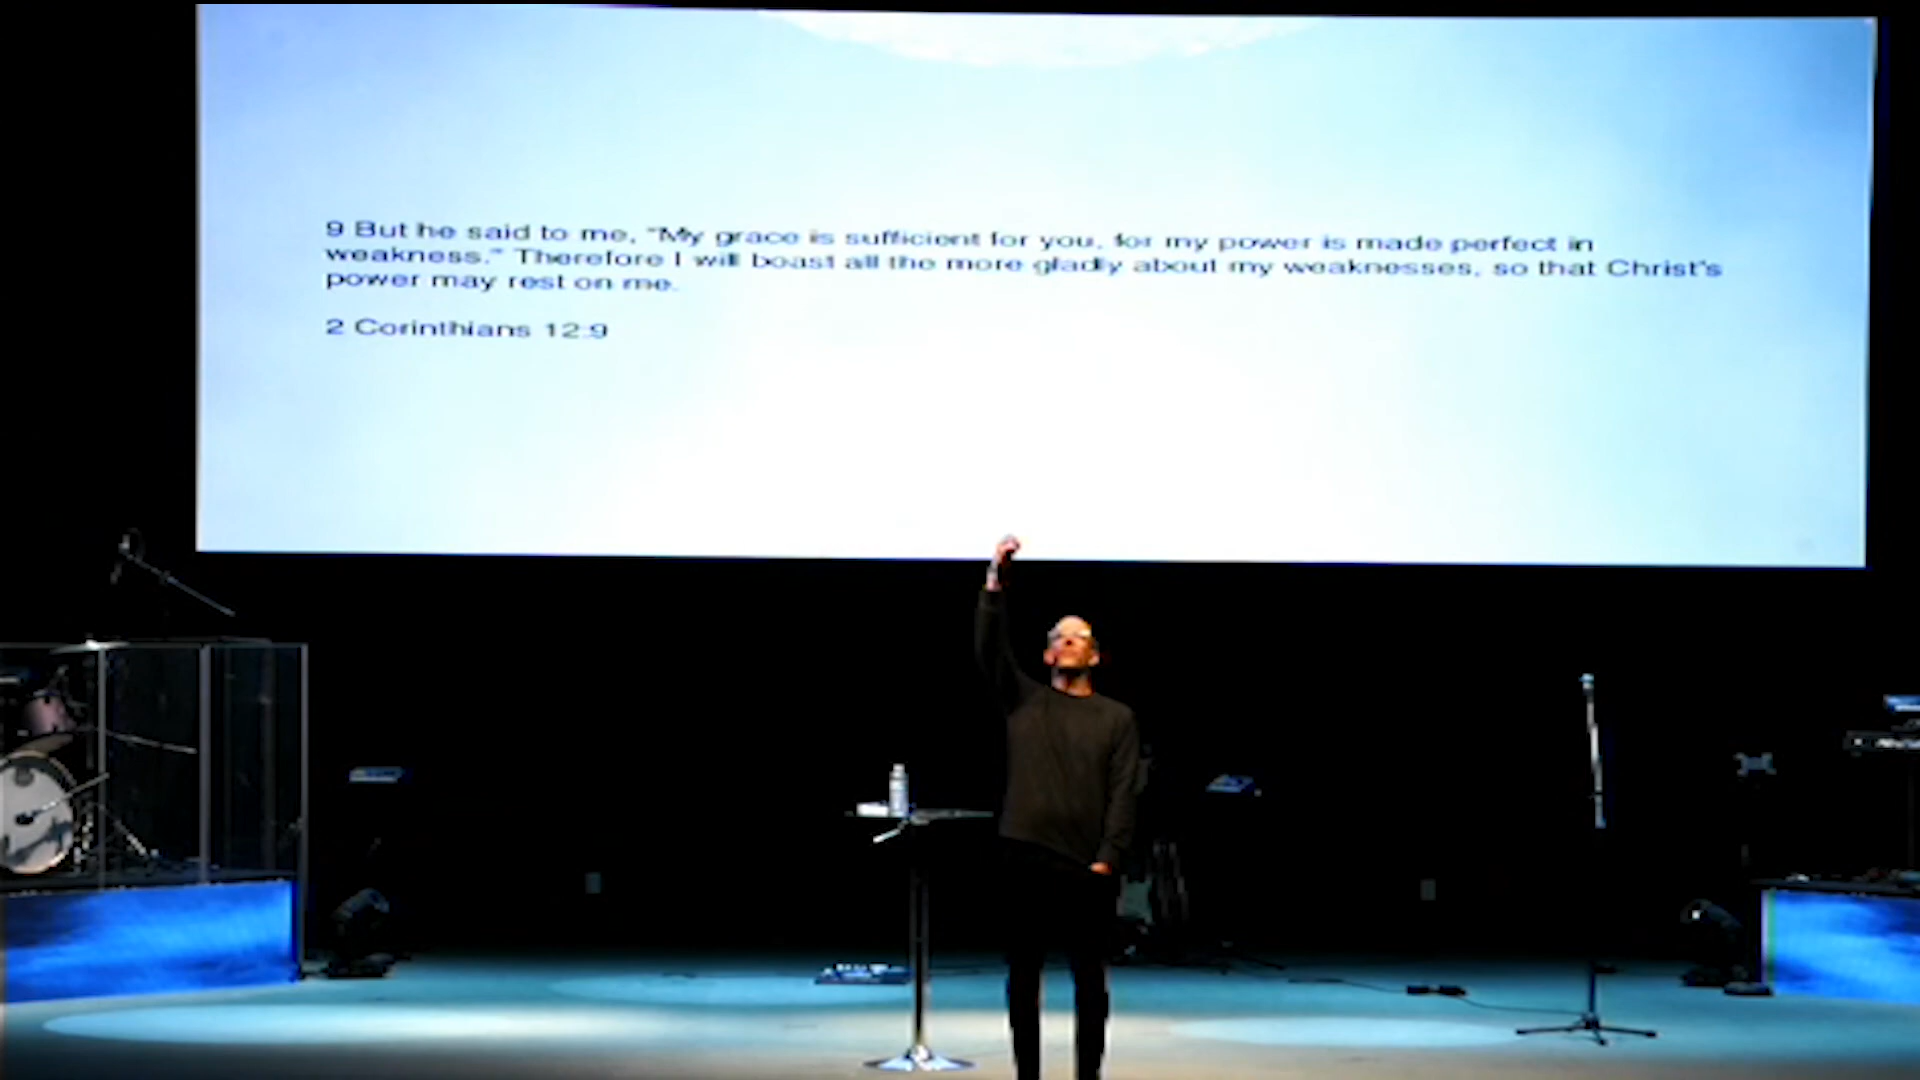 9 But he said to me, "My grace is sufficient for you, for my power is made perfect in
weakness." Therefore I will boast all the more gladly about my weaknesses, so that Christ's
power may rest on me.
2 Corinthians 12:9